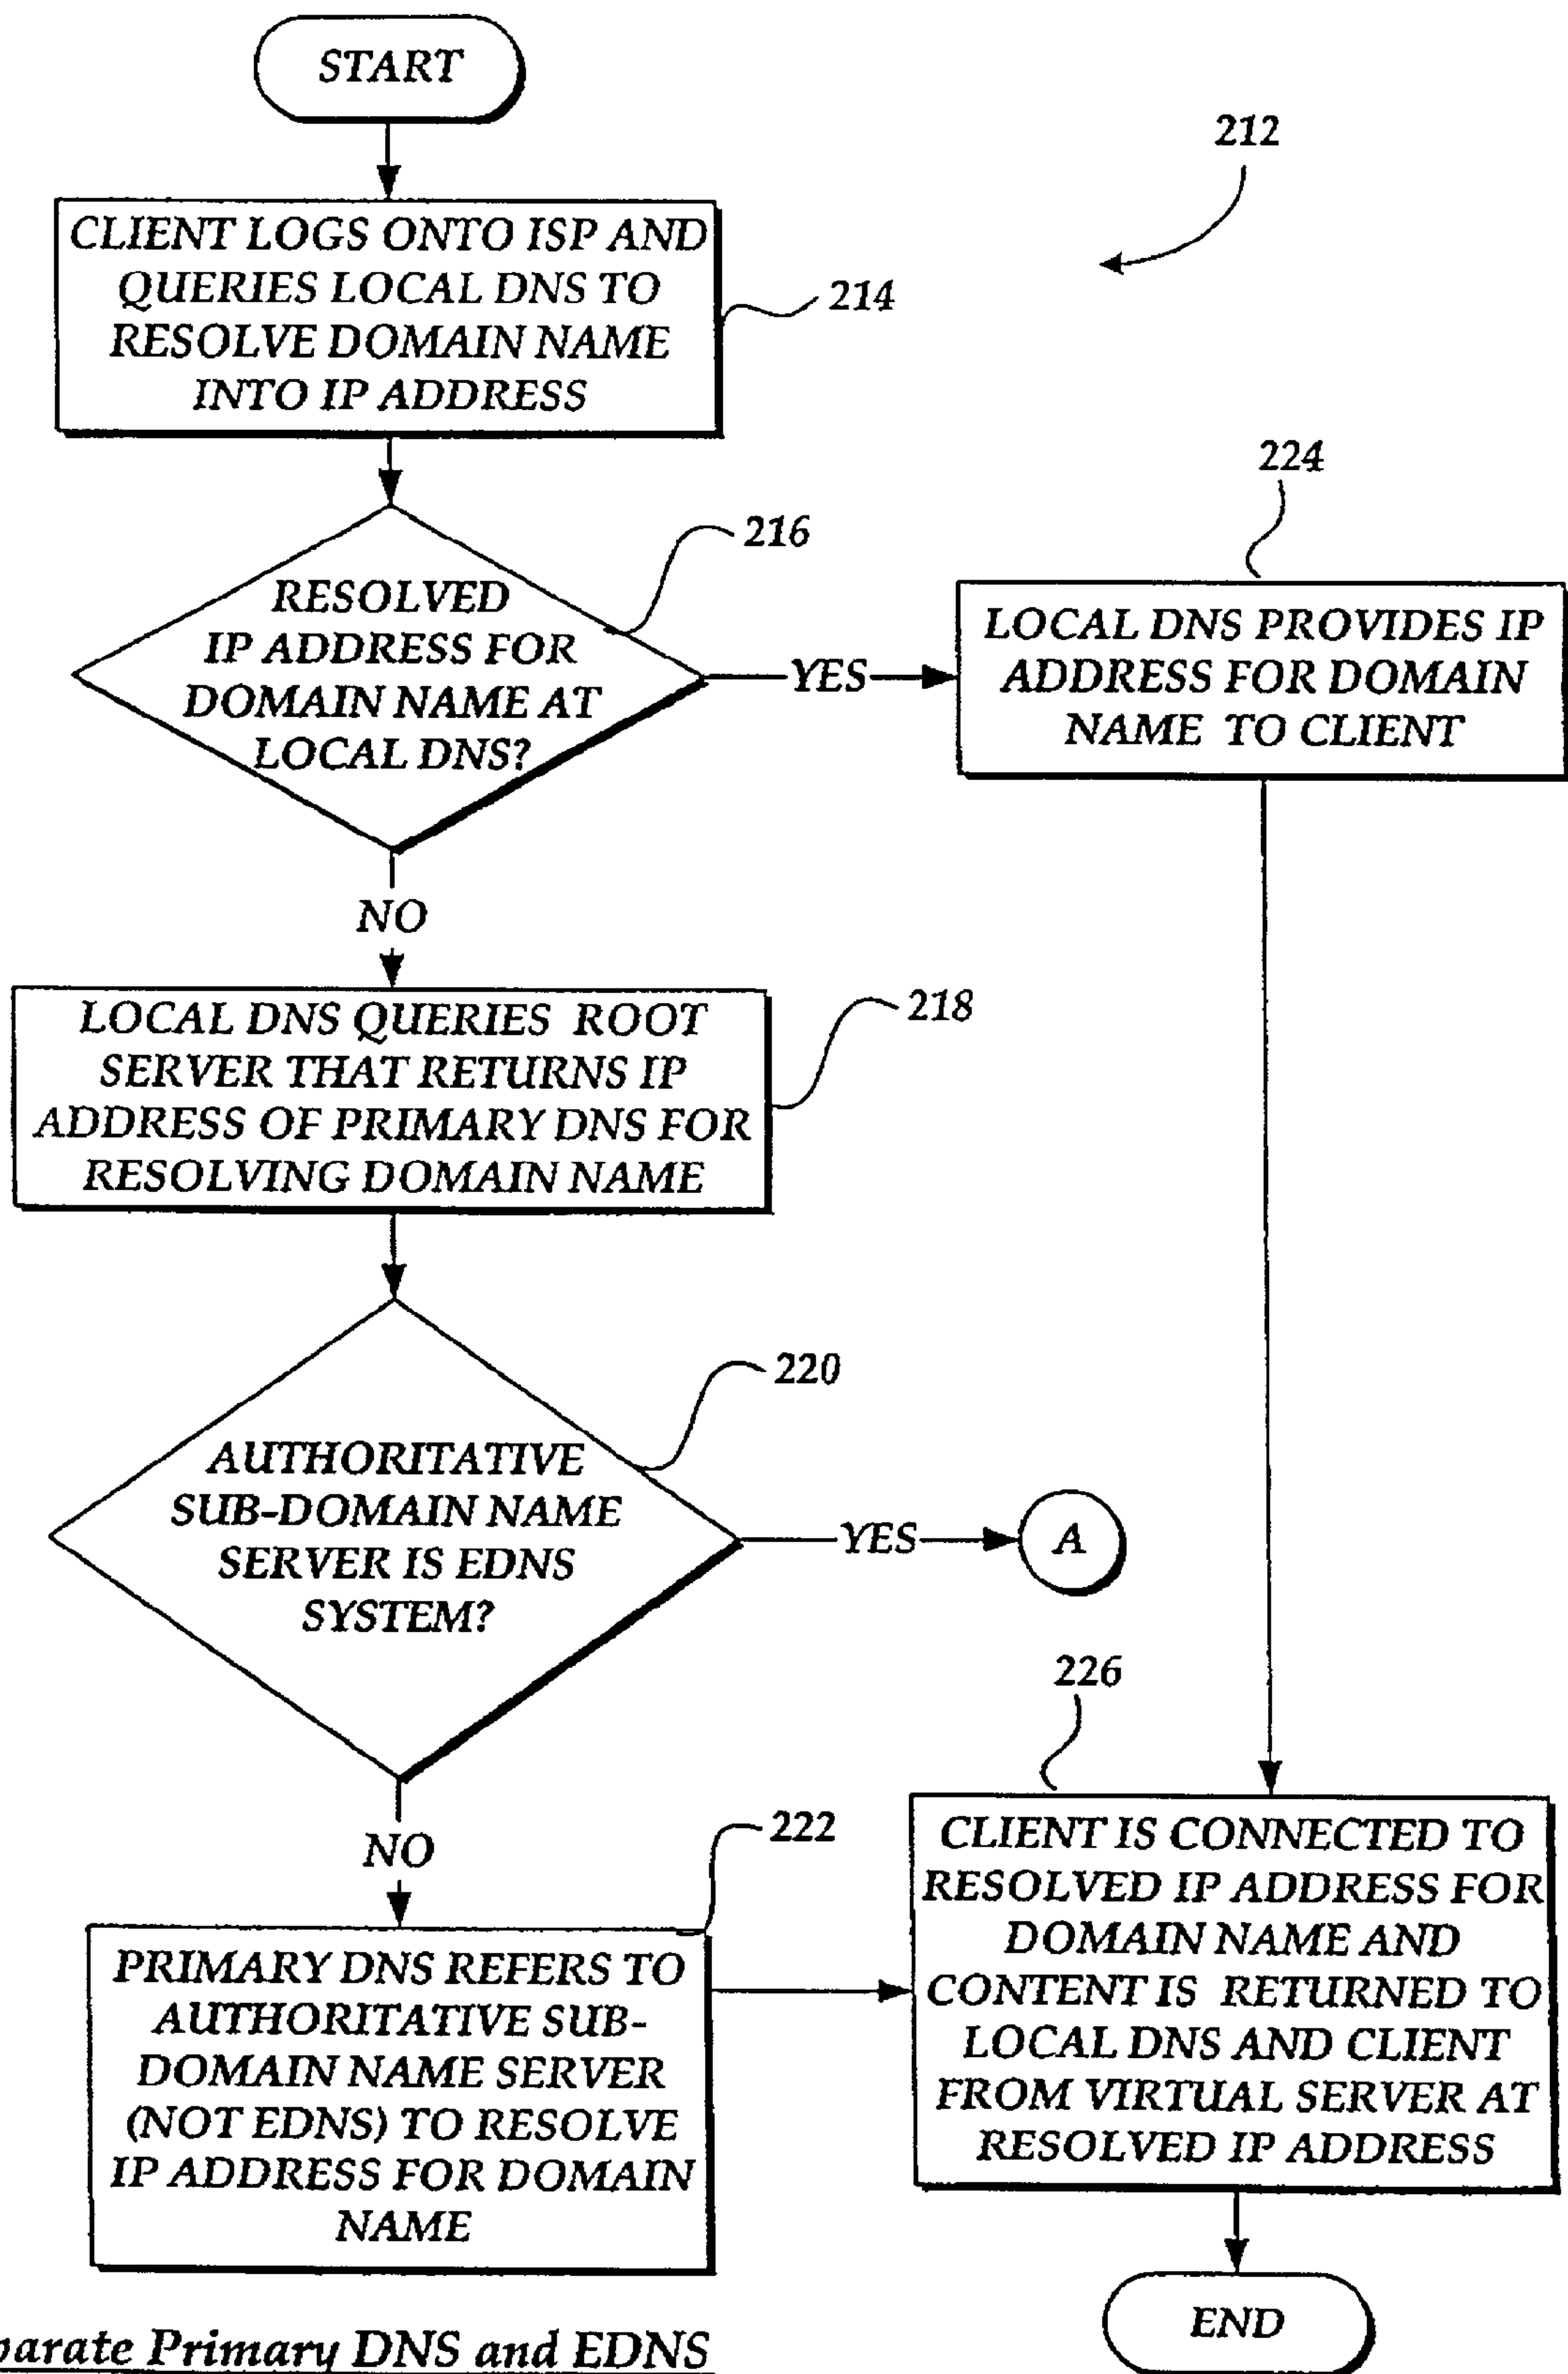 START
212
CLIENT LOGS ONTO ISP AND
QUERIES LOCAL DNS TO
RESOLVE DOMAIN NAME
INTO IP ADDRESS
214
216
RESOLVED
IP ADDRESS FOR
DOMAIN NAME AT
LOCAL DNS?
YES
224
LOCAL DNS PROVIDES IP
ADDRESS FOR DOMAIN
NAME TO CLIENT
NO
LOCAL DNS QUERIES ROOT
SERVER THAT RETURNS IP
ADDRESS OF PRIMARY DNS FOR
RESOLVING DOMAIN NAME
218
220
AUTHORITATIVE
SUB-DOMAIN NAME
SERVER IS EDNS
SYSTEM?
YES
A
NO
222
PRIMARY DNS REFERS TO
AUTHORITATIVE SUB-
DOMAIN NAME SERVER
(NOT EDNS) TO RESOLVE
IP ADDRESS FOR DOMAIN
NAME
226
CLIENT IS CONNECTED TO
RESOLVED IP ADDRESS FOR
DOMAIN NAME AND
CONTENT IS RETURNED TO
LOCAL DNS AND CLIENT
FROM VIRTUAL SERVER AT
RESOLVED IP ADDRESS
END
Primary DNS and EDNS